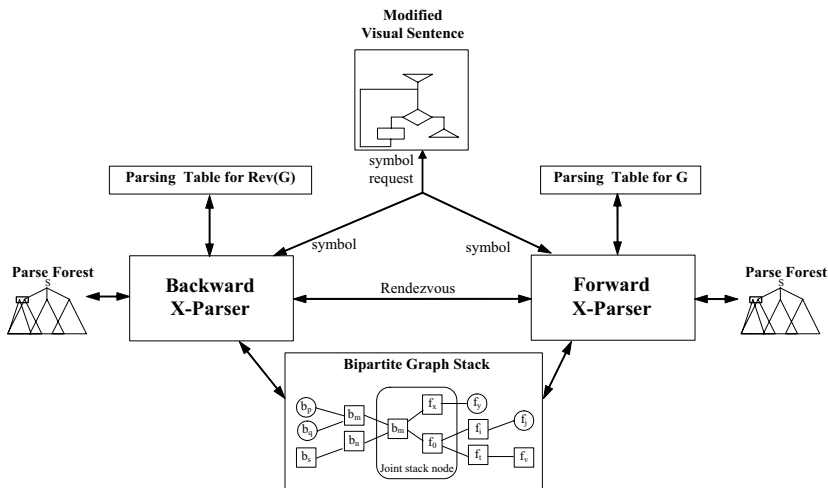 Modified
Visual Sentence
symbol
request
Parsing Table for Rev(G)
Parsing Table for G
symbol
symbol
Parse Forest
S
Backward
X-Parser
Rendezvous
Forward
X-Parser
Parse Forest
S
Bipartite Graph Stack
b_p
b_m
f_x
f_y
b_q
b_m
f_i
f_j
b_n
f_0
b_s
f_t
f_v
Joint stack node